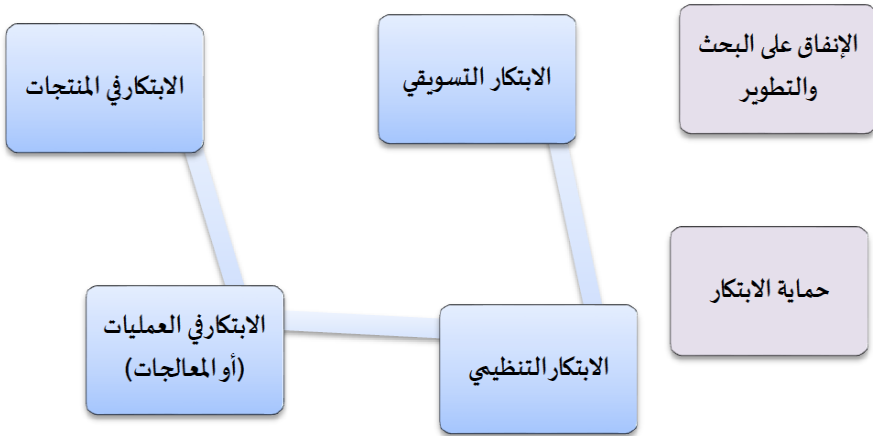 الإنفاق على البحث
والتطوير
الابتكار التسويقي
الابتكار في المنتجات
حماية الابتكار
الابتكار التنظيمي
الابتكار في العمليات
(أو المعالجات)